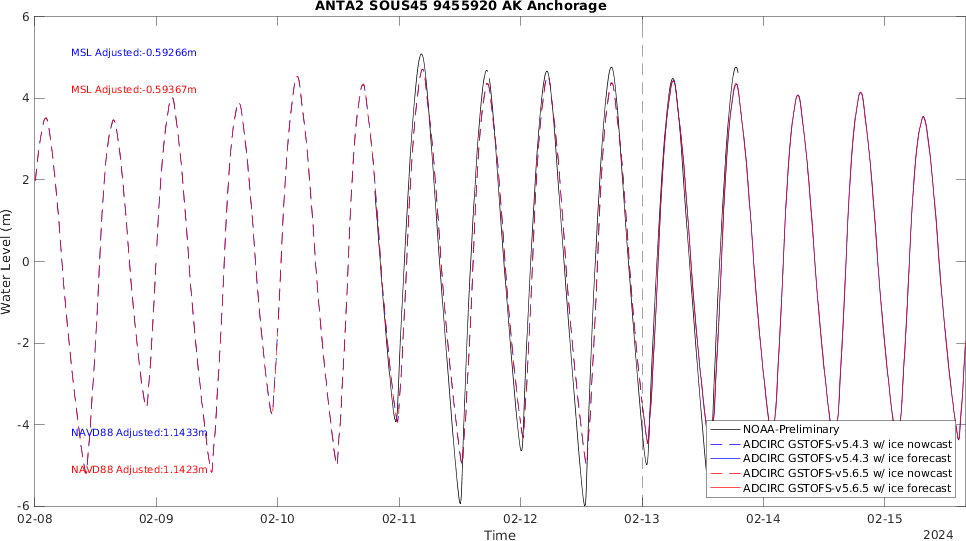 ANTA2 SOUS45 9455920 AK Anchorage
6
MSL Adjusted:-0.59266m
MSL Adjusted:-0.59367m
4
2
Water Level (m)
0
-2
-4
NAVD88 Adjusted:1.1433m
NAVD88 Adjusted:1.1423m
NOAA-Preliminary
ADCIRC GSTOFS-v5.4.3 w/ ice nowcast
ADCIRC GSTOFS-v5.4.3 w/ ice forecast
ADCIRC GSTOFS-v5.6.5 w/ ice nowcast
ADCIRC GSTOFS-v5.6.5 w/ ice forecast
-6
02-08 02-09 02-10 02-11 02-12 02-13 02-14 02-15
Time
2024